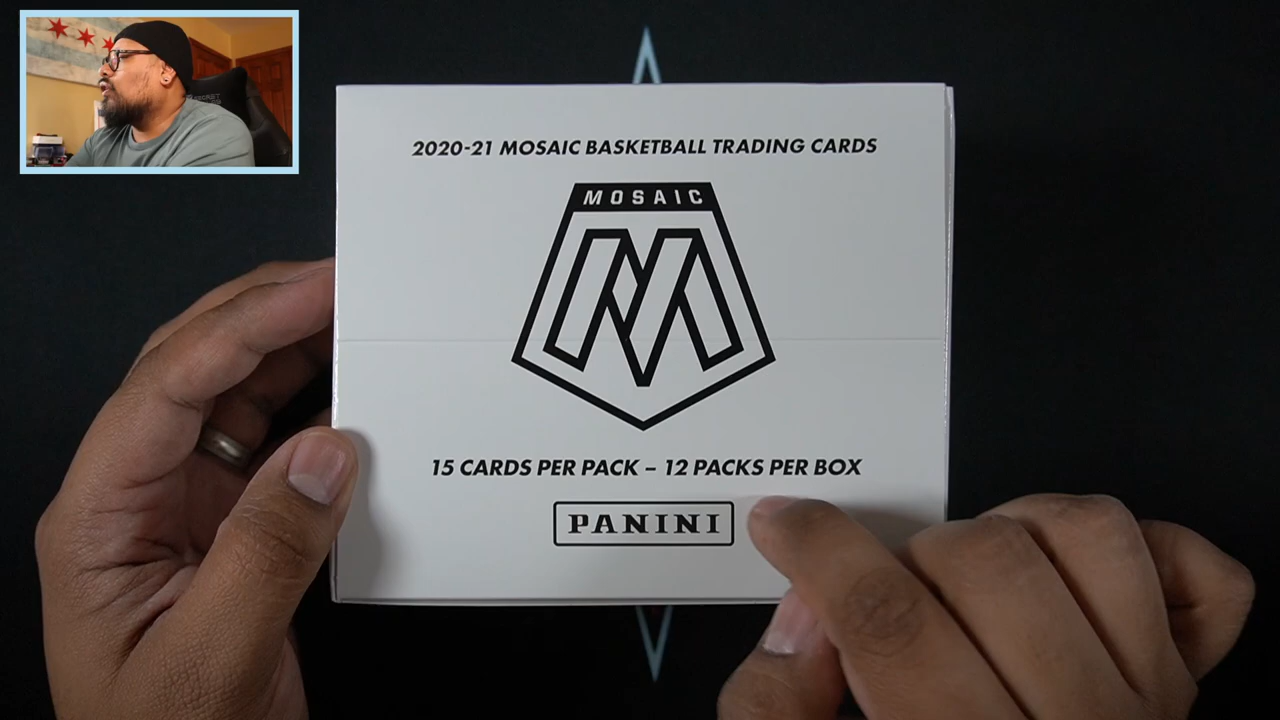 2020-21 MOSAIC BASKETBALL TRADING CARDS
MOSAIC
15 CARDS PER PACK – 12 PACKS PER BOX
PANINI